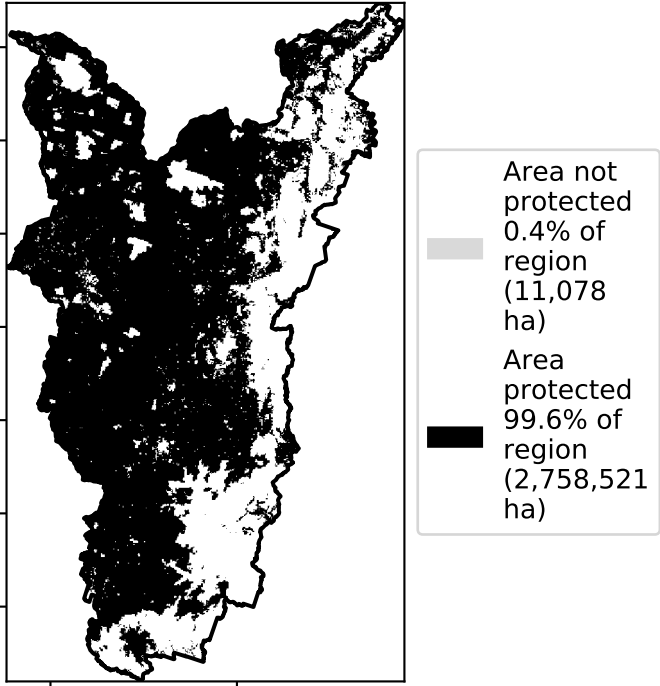 Area not
protected
0.4% of
region
(11,078
ha)
Area
protected
99.6% of
region
(2,758,521
ha)